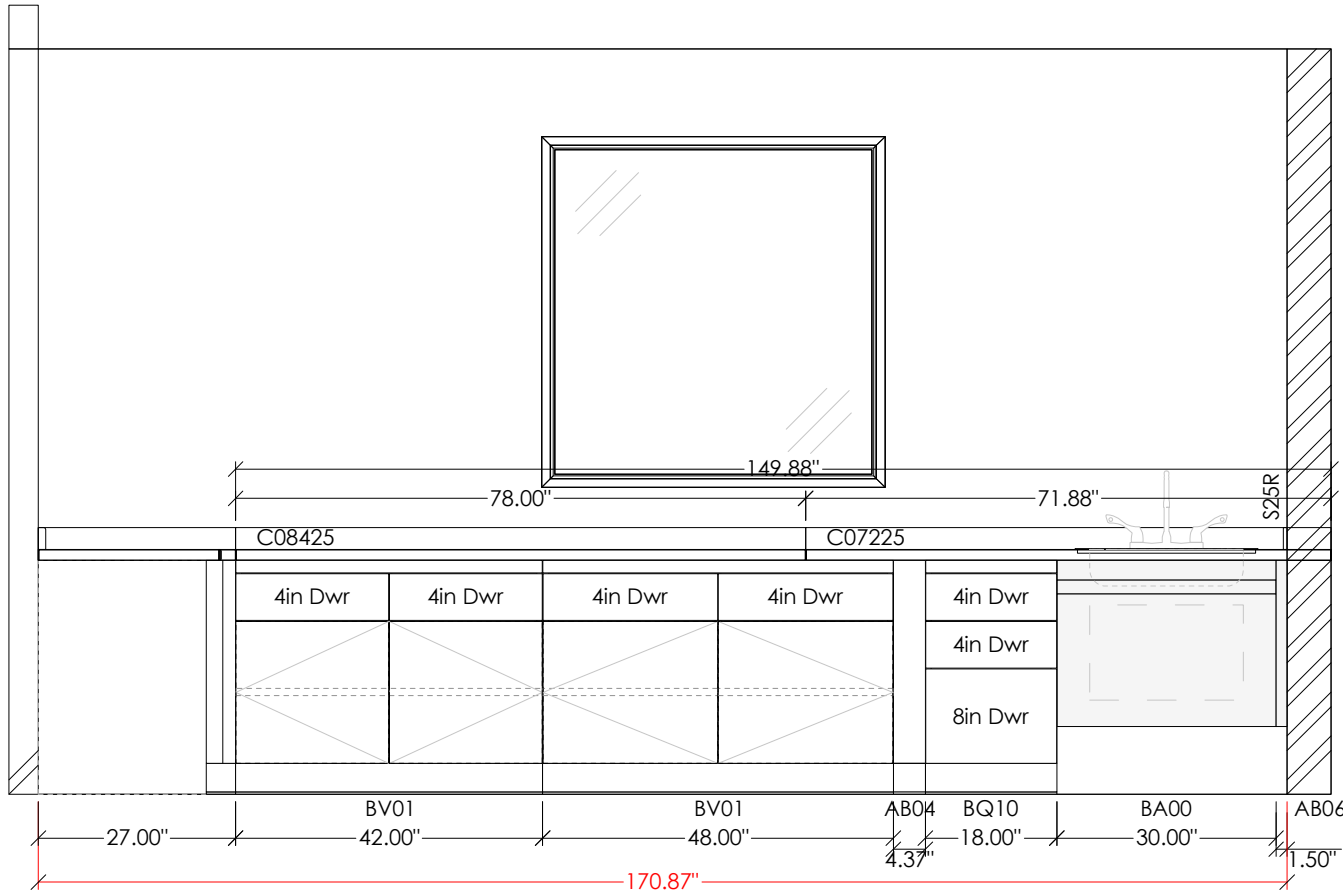 149.88"
78.00" 71.88"
S25R
C08425 C07225
4in Dwr 4in Dwr 4in Dwr 4in Dwr 4in Dwr
4in Dwr
8in Dwr
BV01 BV01 AB04 BQ10 BA00 AB06
27.00" 42.00" 48.00" 18.00" 30.00"
4.37" 1.50"
170.87"